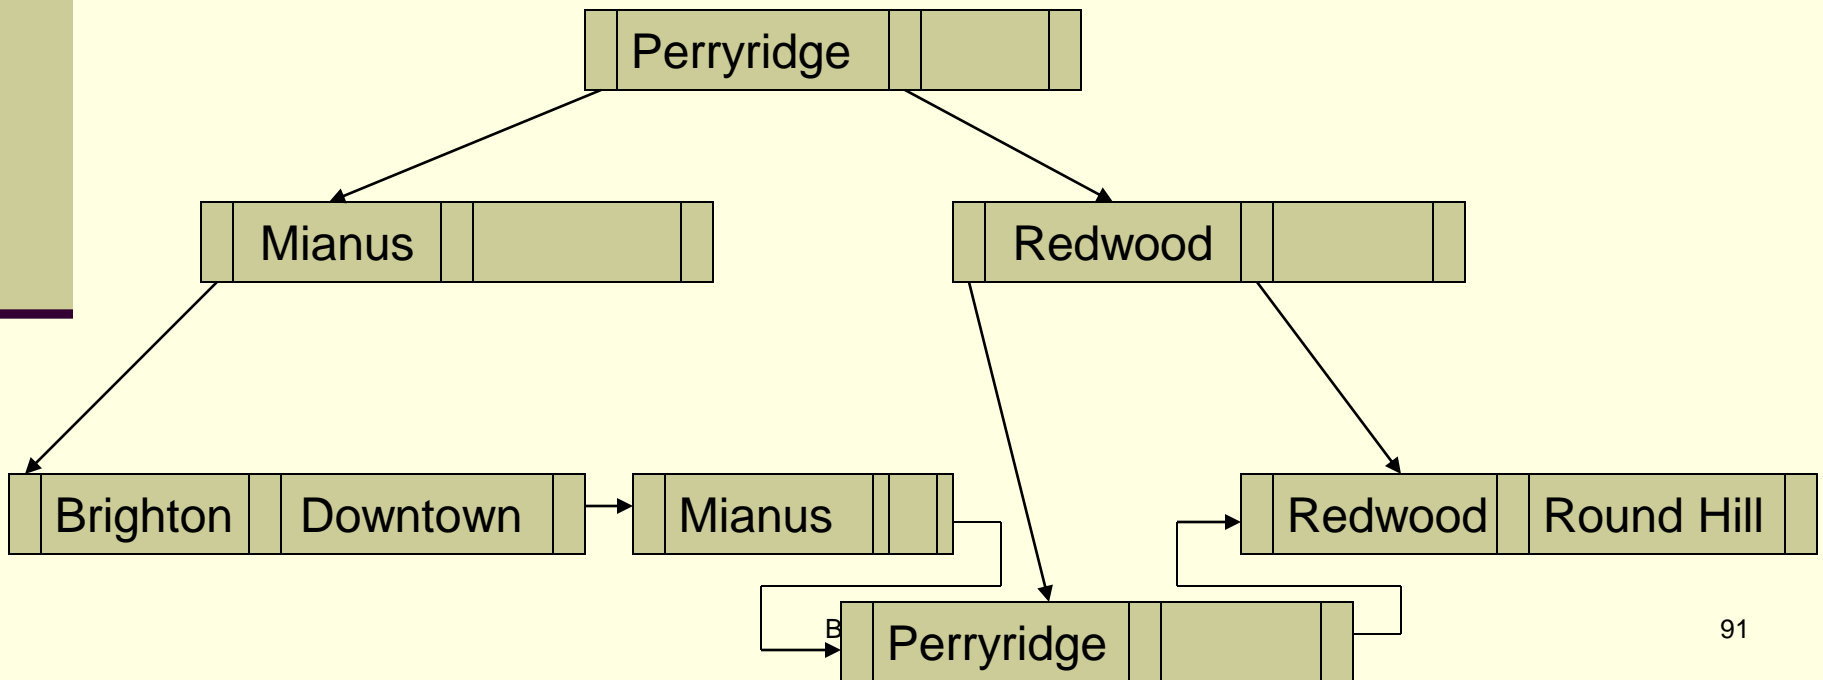 Perryridge
Mianus
Redwood
Brighton Downtown
Mianus
Redwood Round Hill
B
Perryridge
91